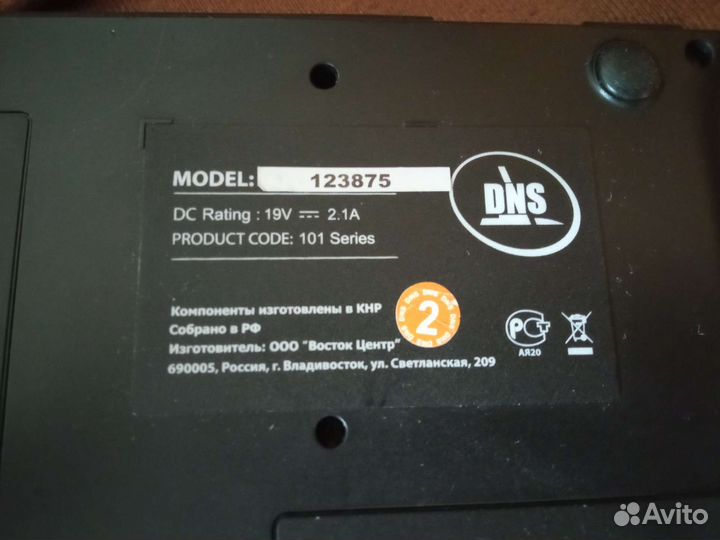 MODEL: 123875
DNS
DC Rating : 19V ⎓ 2.1A
PRODUCT CODE: 101 Series
Компоненты изготовлены в КНР
Собрано в РФ
Изготовитель: ООО "Восток Центр"
690005, Россия, г. Владивосток, ул. Светланская, 209
2
РСТ
АЯ20
Avito